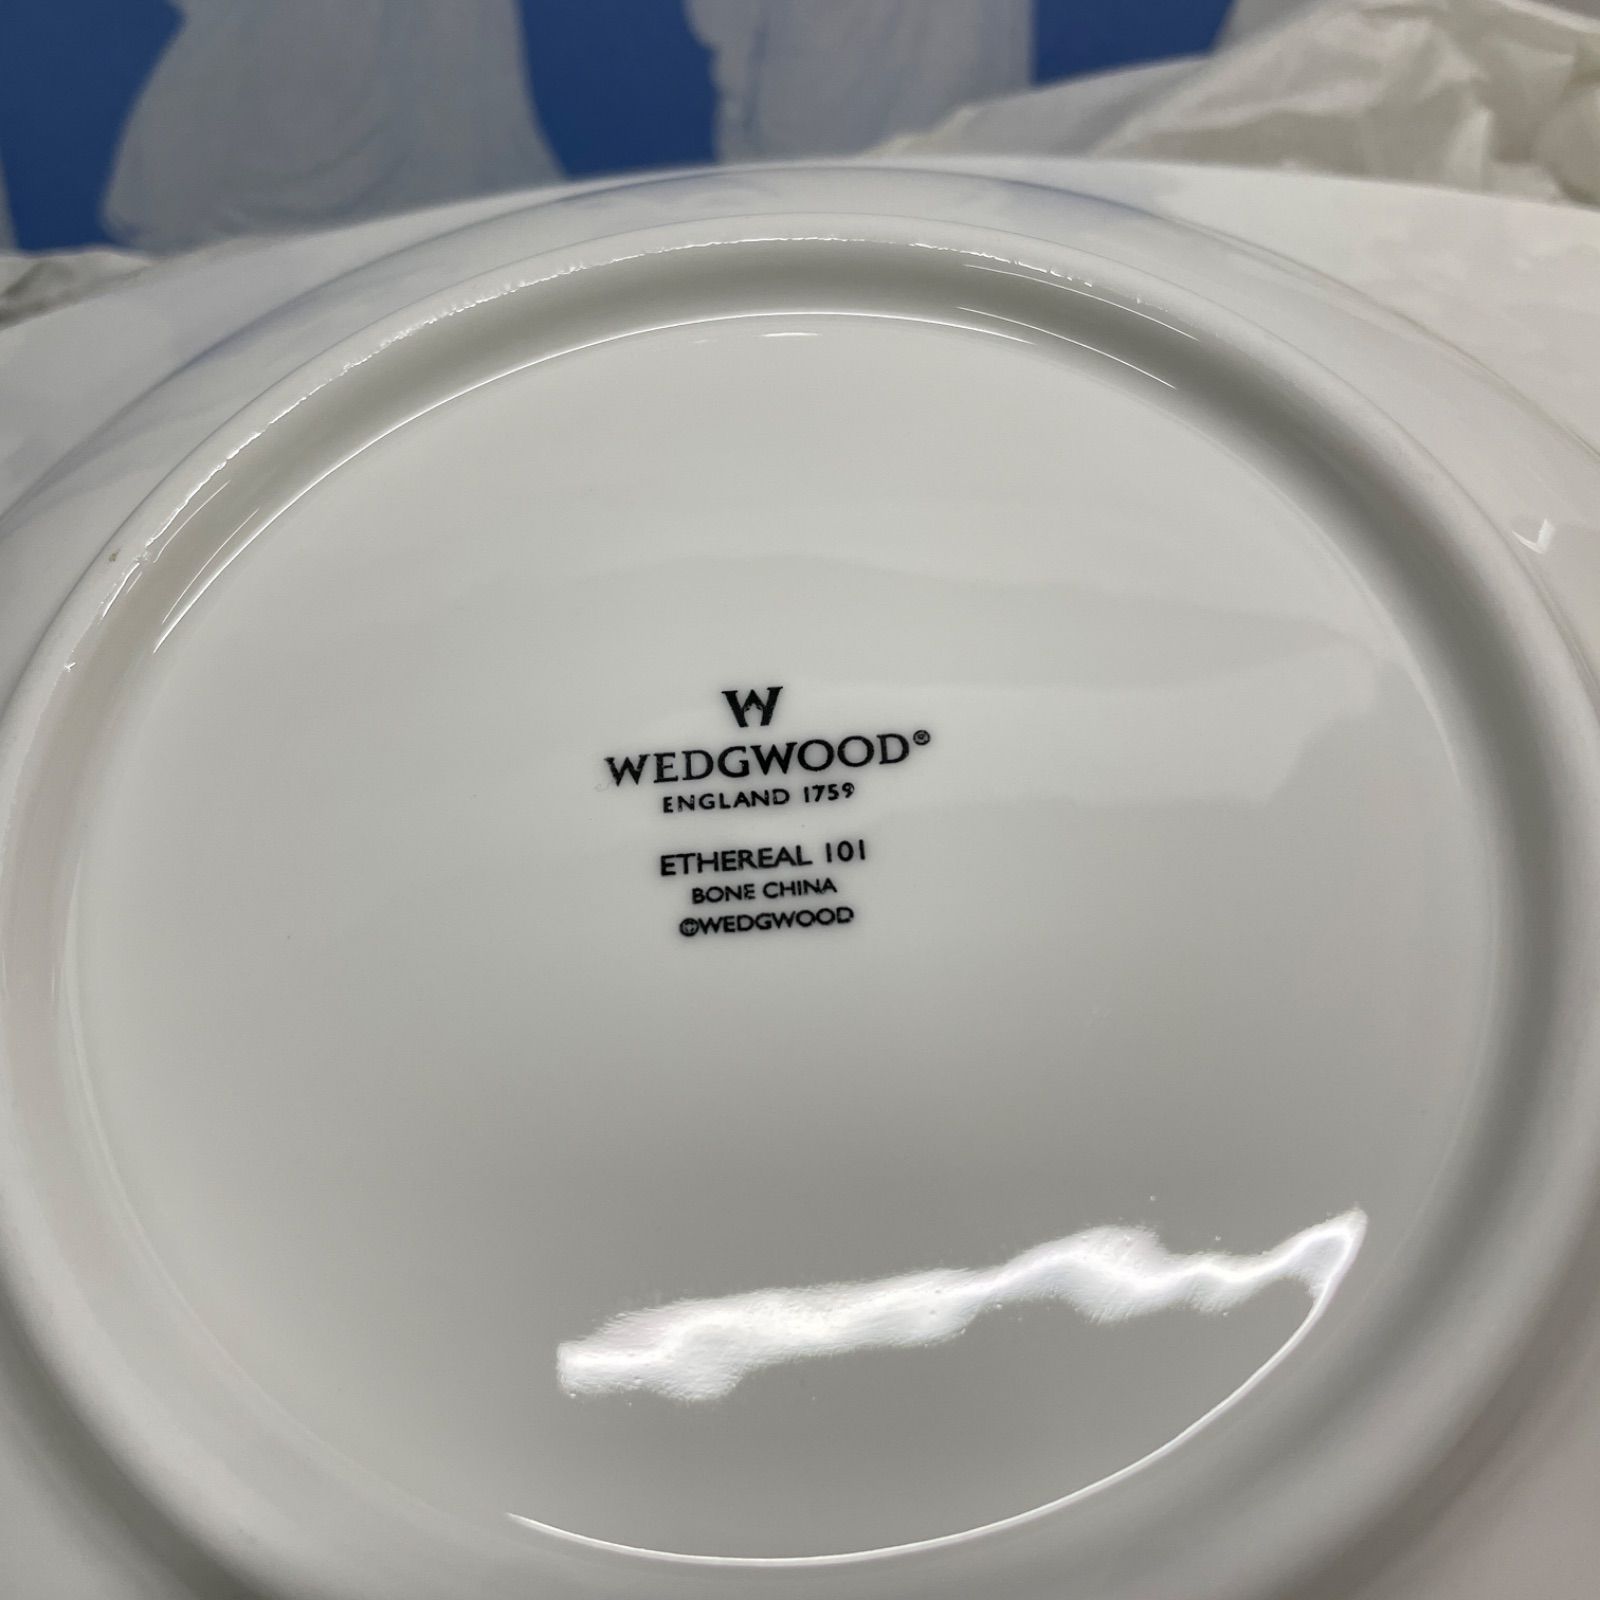 W
WEDGWOOD®
ENGLAND 1759
ETHEREAL 101
BONE CHINA
©WEDGWOOD